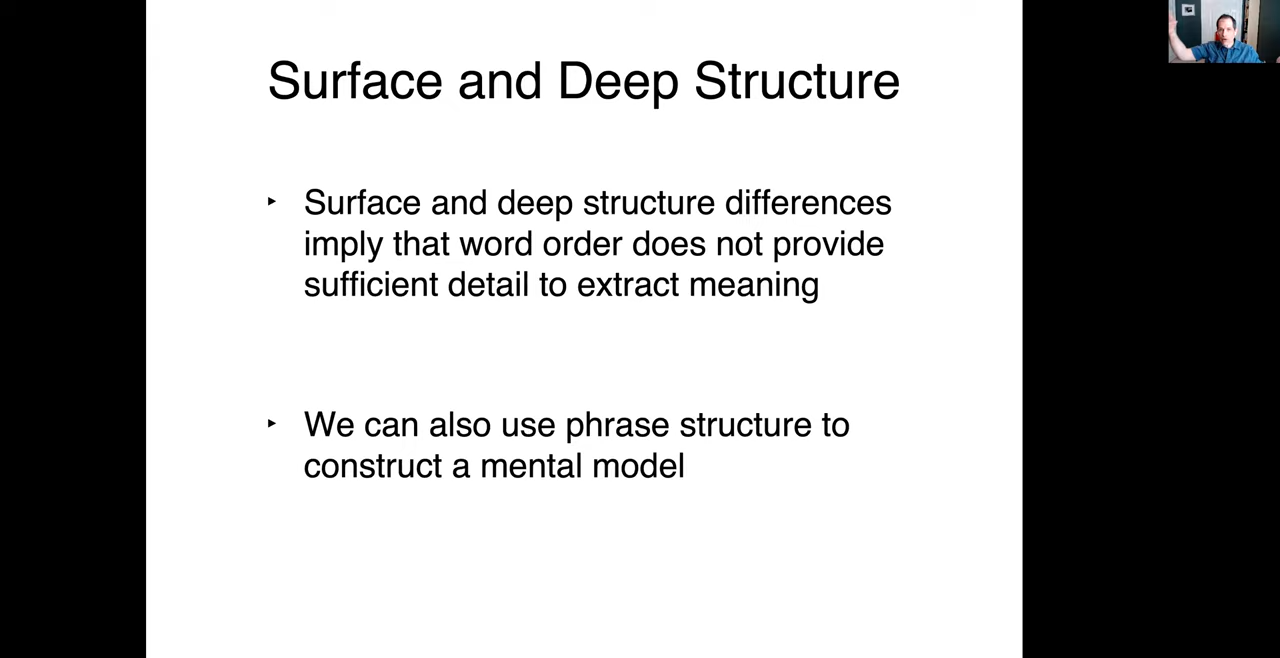 Surface and Deep Structure
‣ Surface and deep structure differences
imply that word order does not provide
sufficient detail to extract meaning
‣ We can also use phrase structure to
construct a mental model